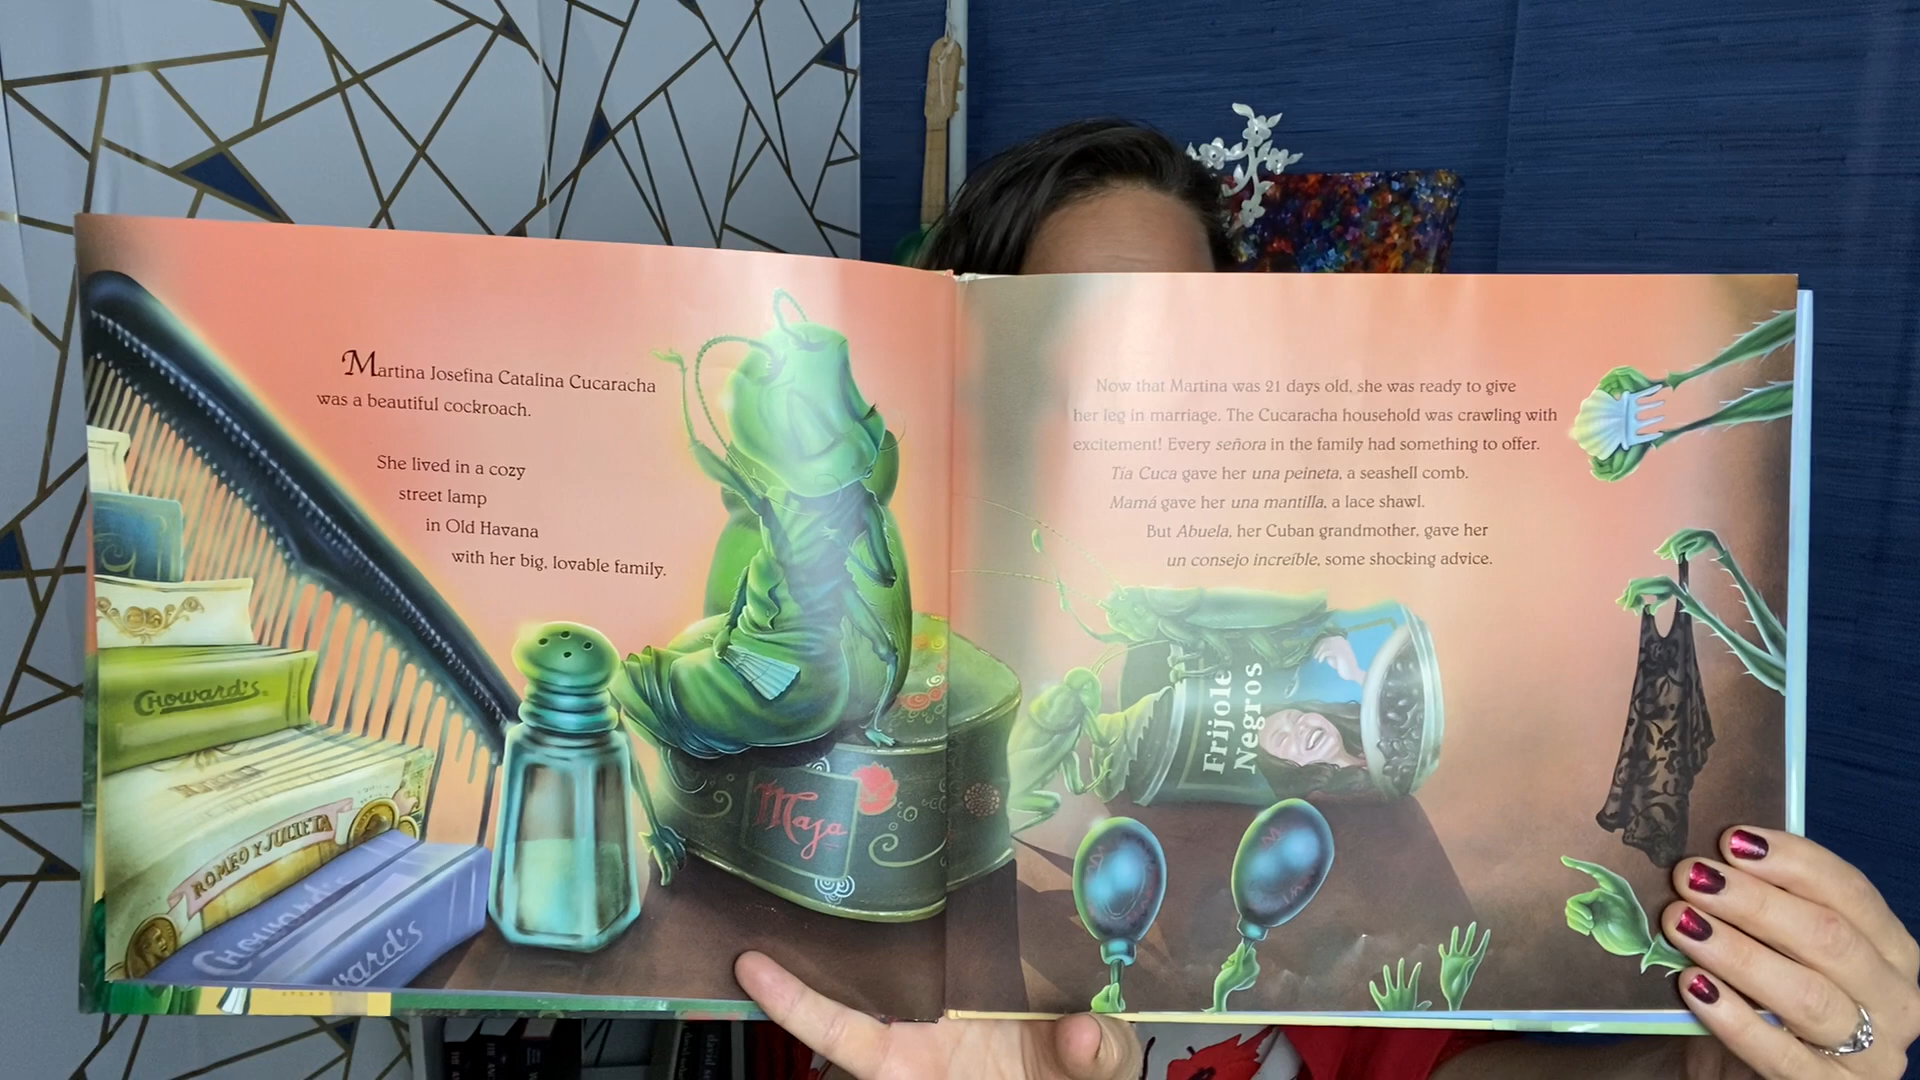 Martina Josefina Catalina Cucaracha
was a beautiful cockroach.
She lived in a cozy
street lamp
in Old Havana
with her big, lovable family.
CHOWARD'S
ROMEO Y JULIETA
CHOWARD'S
Maja
Now that Martina was 21 days old, she was ready to give
her leg in marriage. The Cucaracha household was crawling with
excitement! Every señora in the family had something to offer.
Tía Cuca gave her una peineta, a seashell comb.
Mamá gave her una mantilla, a lace shawl.
But Abuela, her Cuban grandmother, gave her
un consejo increíble, some shocking advice.
Frijole
Negros